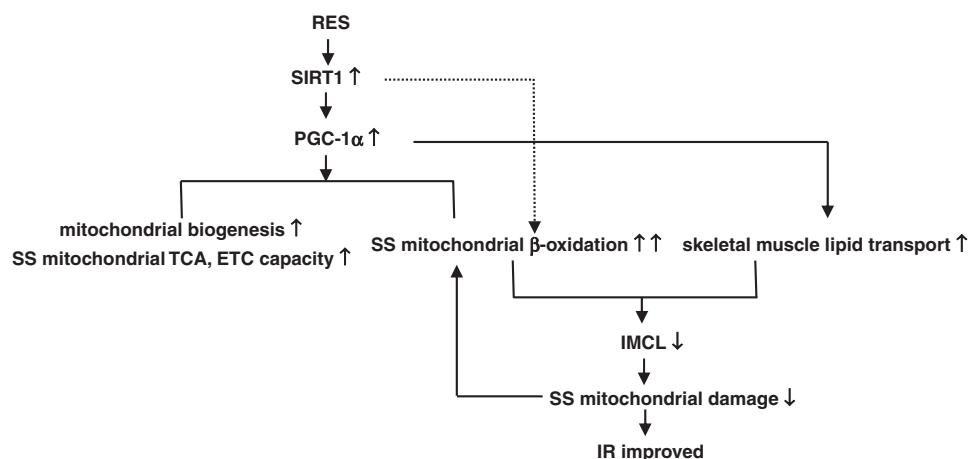 RES
SIRT1 ↑
PGC-1α ↑
mitochondrial biogenesis ↑
SS mitochondrial TCA, ETC capacity ↑
SS mitochondrial β-oxidation ↑ ↑
skeletal muscle lipid transport ↑
IMCL ↓
SS mitochondrial damage ↓
IR improved